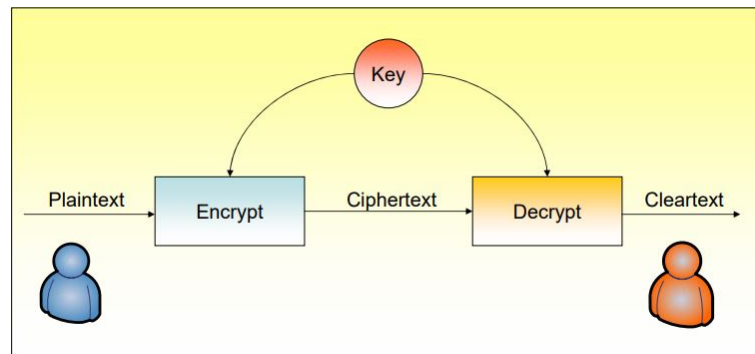 Key
Plaintext
Encrypt
Ciphertext
Decrypt
Cleartext